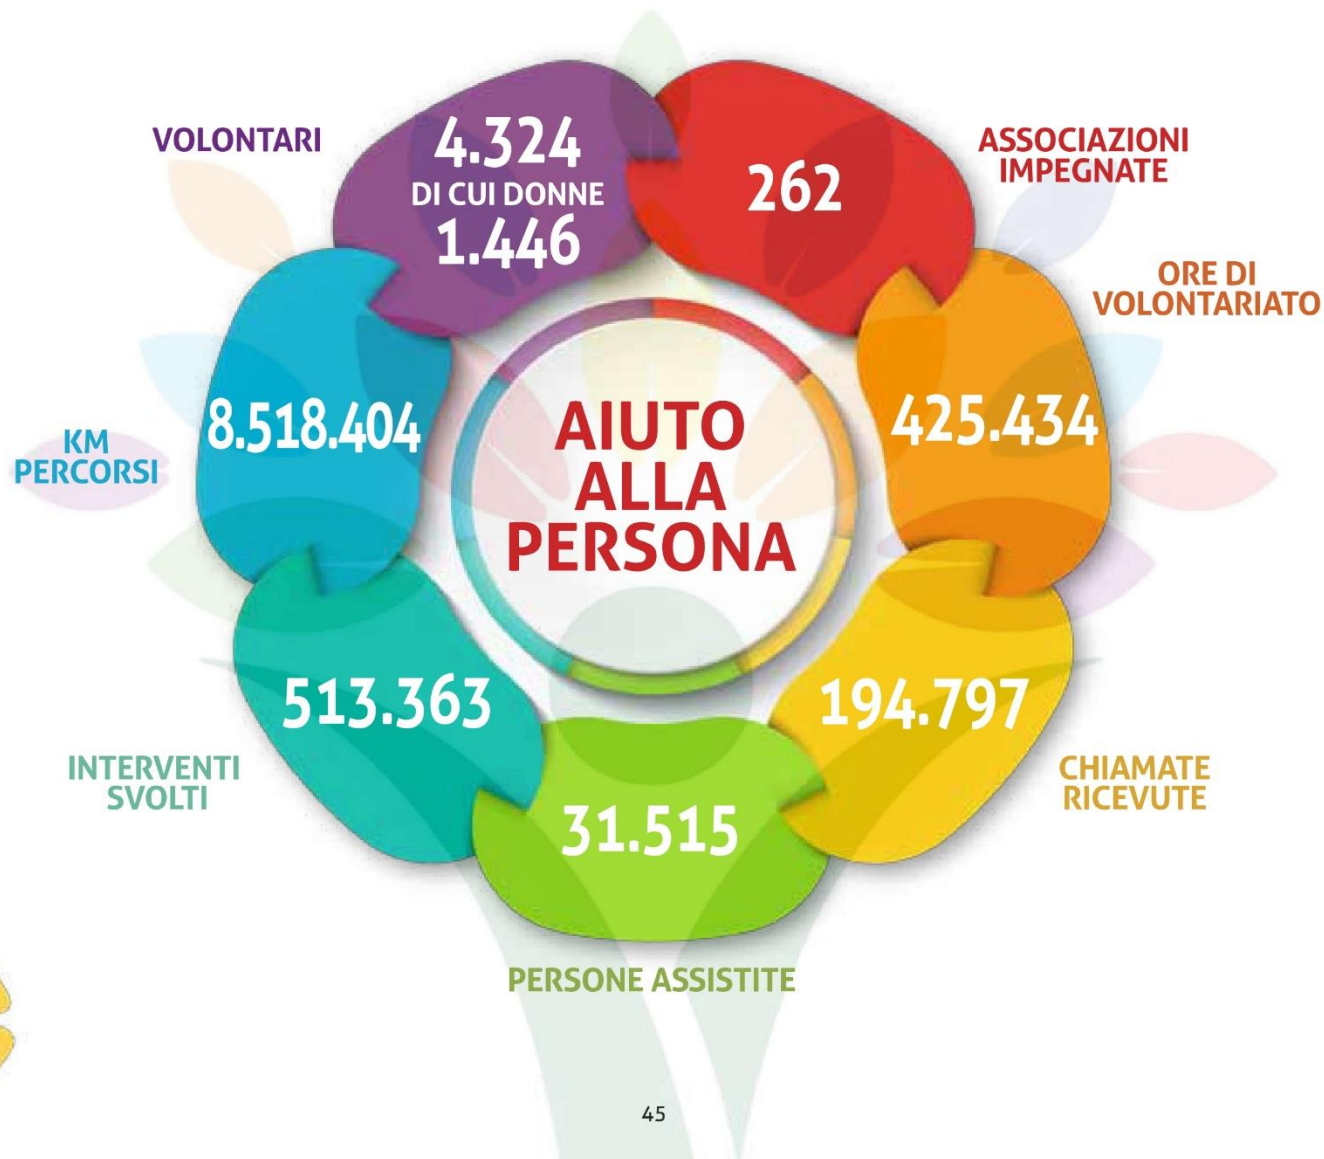 VOLONTARI
4.324
DI CUI DONNE
1.446
262
ASSOCIAZIONI
IMPEGNATE
ORE DI
VOLONTARIATO
425.434
KM
PERCORSI
8.518.404
AIUTO
ALLA
PERSONA
513.363
INTERVENTI
SVOLTI
194.797
CHIAMATE
RICEVUTE
31.515
PERSONE ASSISTITE
45